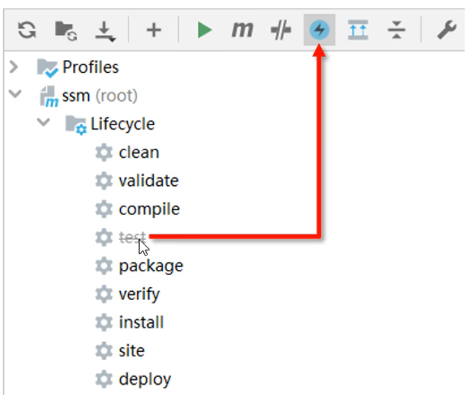 m
Profiles
m ssm (root)
Lifecycle
clean
validate
compile
test
package
verify
install
site
deploy